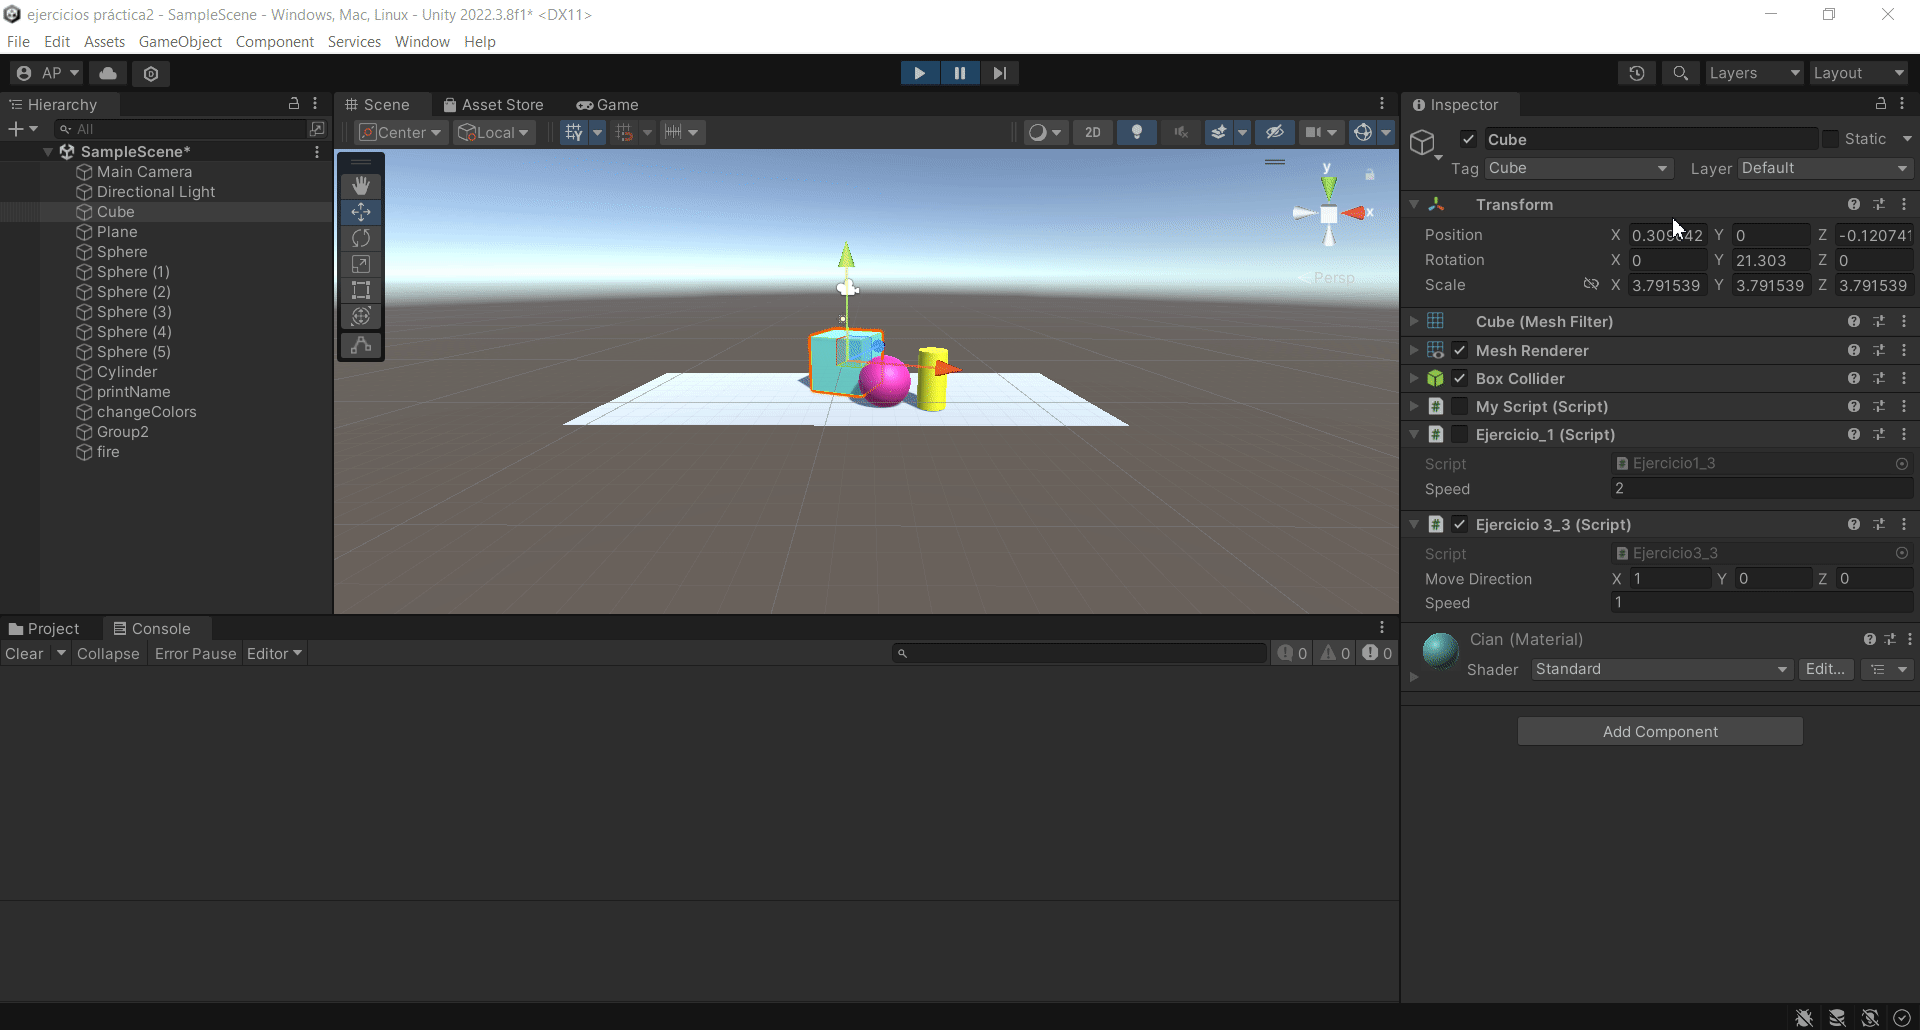 ejercicios práctica2 - SampleScene - Windows, Mac, Linux - Unity 2022.3.8f1* <DX11>
File Edit Assets GameObject Component Services Window Help
AP
Layers
Layout
Hierarchy
All
SampleScene*
Main Camera
Directional Light
Cube
Plane
Sphere
Sphere (1)
Sphere (2)
Sphere (3)
Sphere (4)
Sphere (5)
Cylinder
printName
changeColors
Group2
fire
Scene Asset Store Game
Center Local 2D
y
x
Persp
Project Console
Clear Collapse Error Pause Editor 0 0 0
Inspector
Cube Static
Tag Cube Layer Default
Transform
Position X Y 0 Z -0.120741
Rotation X 0 Y 21.303 Z 0
Scale X 3.791539 Y 3.791539 Z 3.791539
Cube (Mesh Filter)
Mesh Renderer
Box Collider
# My Script (Script)
# Ejercicio_1 (Script)
Script # Ejercicio1_3
Speed 2
# Ejercicio 3_3 (Script)
Script # Ejercicio3_3
Move Direction X 1 Y 0 Z 0
Speed 1
Cian (Material)
Shader Standard Edit...
Add Component